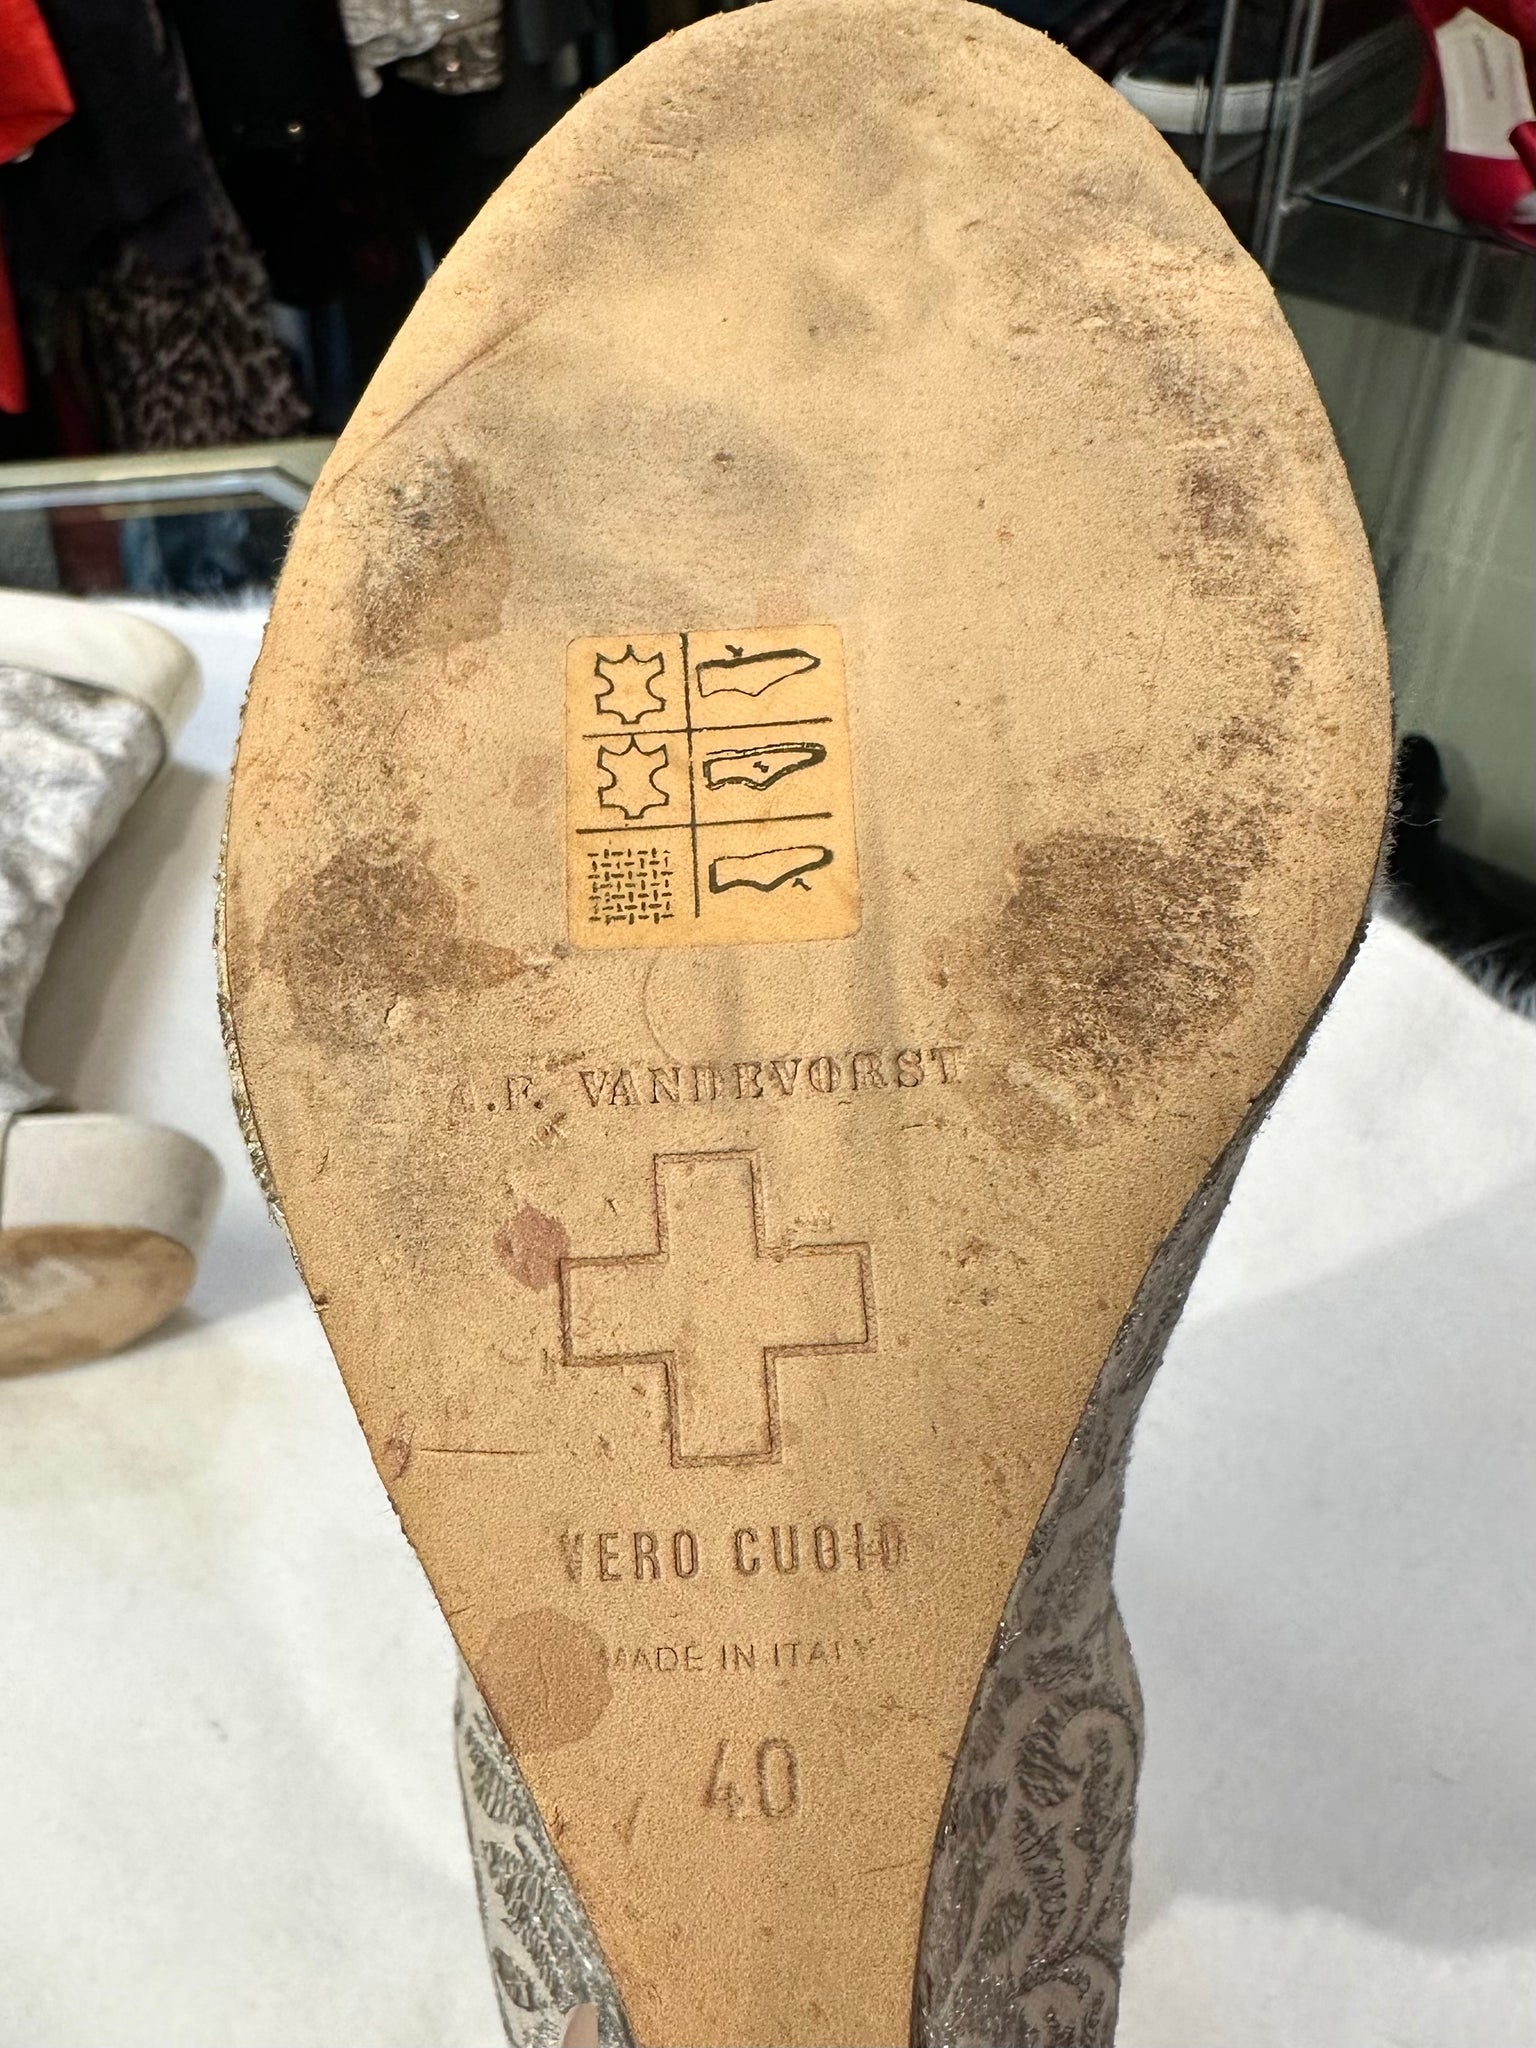 A.F. VANDEVORST
VERO CUOIO
MADE IN ITALY
40